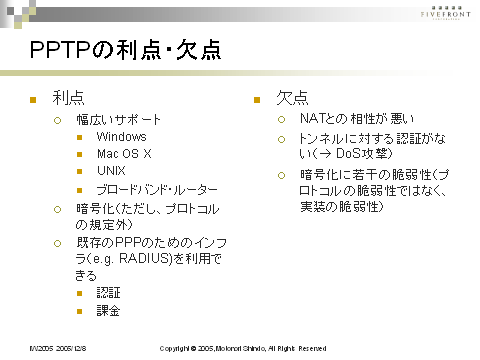 FIVEFRONT
PPTPの利点・欠点
利点
幅広いサポート
Windows
Mac OS X
UNIX
ブロードバンド・ルーター
暗号化(ただし、プロトコル
の規定外)
既存のPPPのためのインフ
ラ(e.g. RADIUS)を利用で
きる
認証
課金
欠点
NATとの相性が悪い
トンネルに対する認証がな
い(→ DoS攻撃)
暗号化に若干の脆弱性(プ
ロトコルの脆弱性ではなく、
実装の脆弱性)
IW2005 2005/12/8
Copyright © 2005, Motonori Shindo, All Rights Reserved